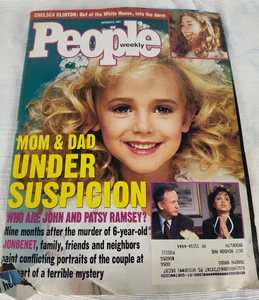 CHELSEA CLINTON: Out of the White House, into the dorm
People
weekly
MOM & DAD
UNDER
SUSPICION
WHO ARE JOHN AND PATSY RAMSEY?
Nine months after the murder of 6-year-old
JONBENET, family, friends and neighbors
paint conflicting portraits of the couple at
part of a terrible mystery